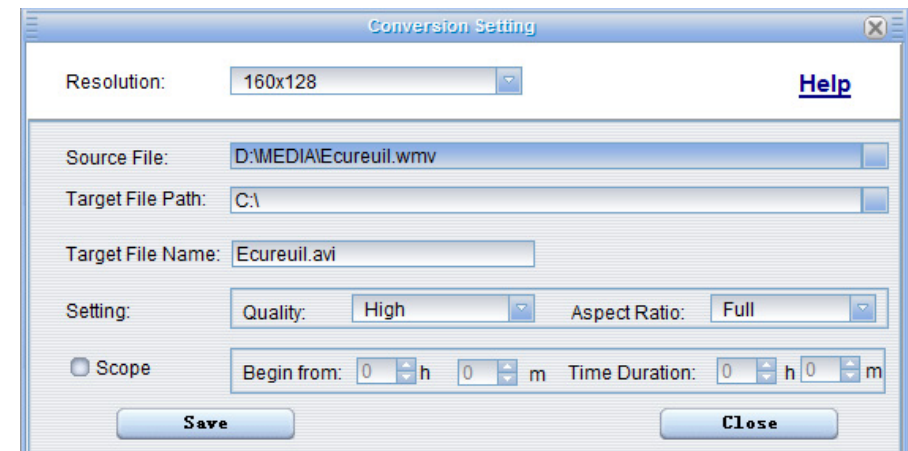 Conversion Setting
Resolution: 160x128 Help
Source File: D:\MEDIA\Ecureuil.wmv
Target File Path: C:\
Target File Name: Ecureuil.avi
Setting: Quality: High Aspect Ratio: Full
Scope Begin from: 0 h 0 m Time Duration: 0 h 0 m
Save Close